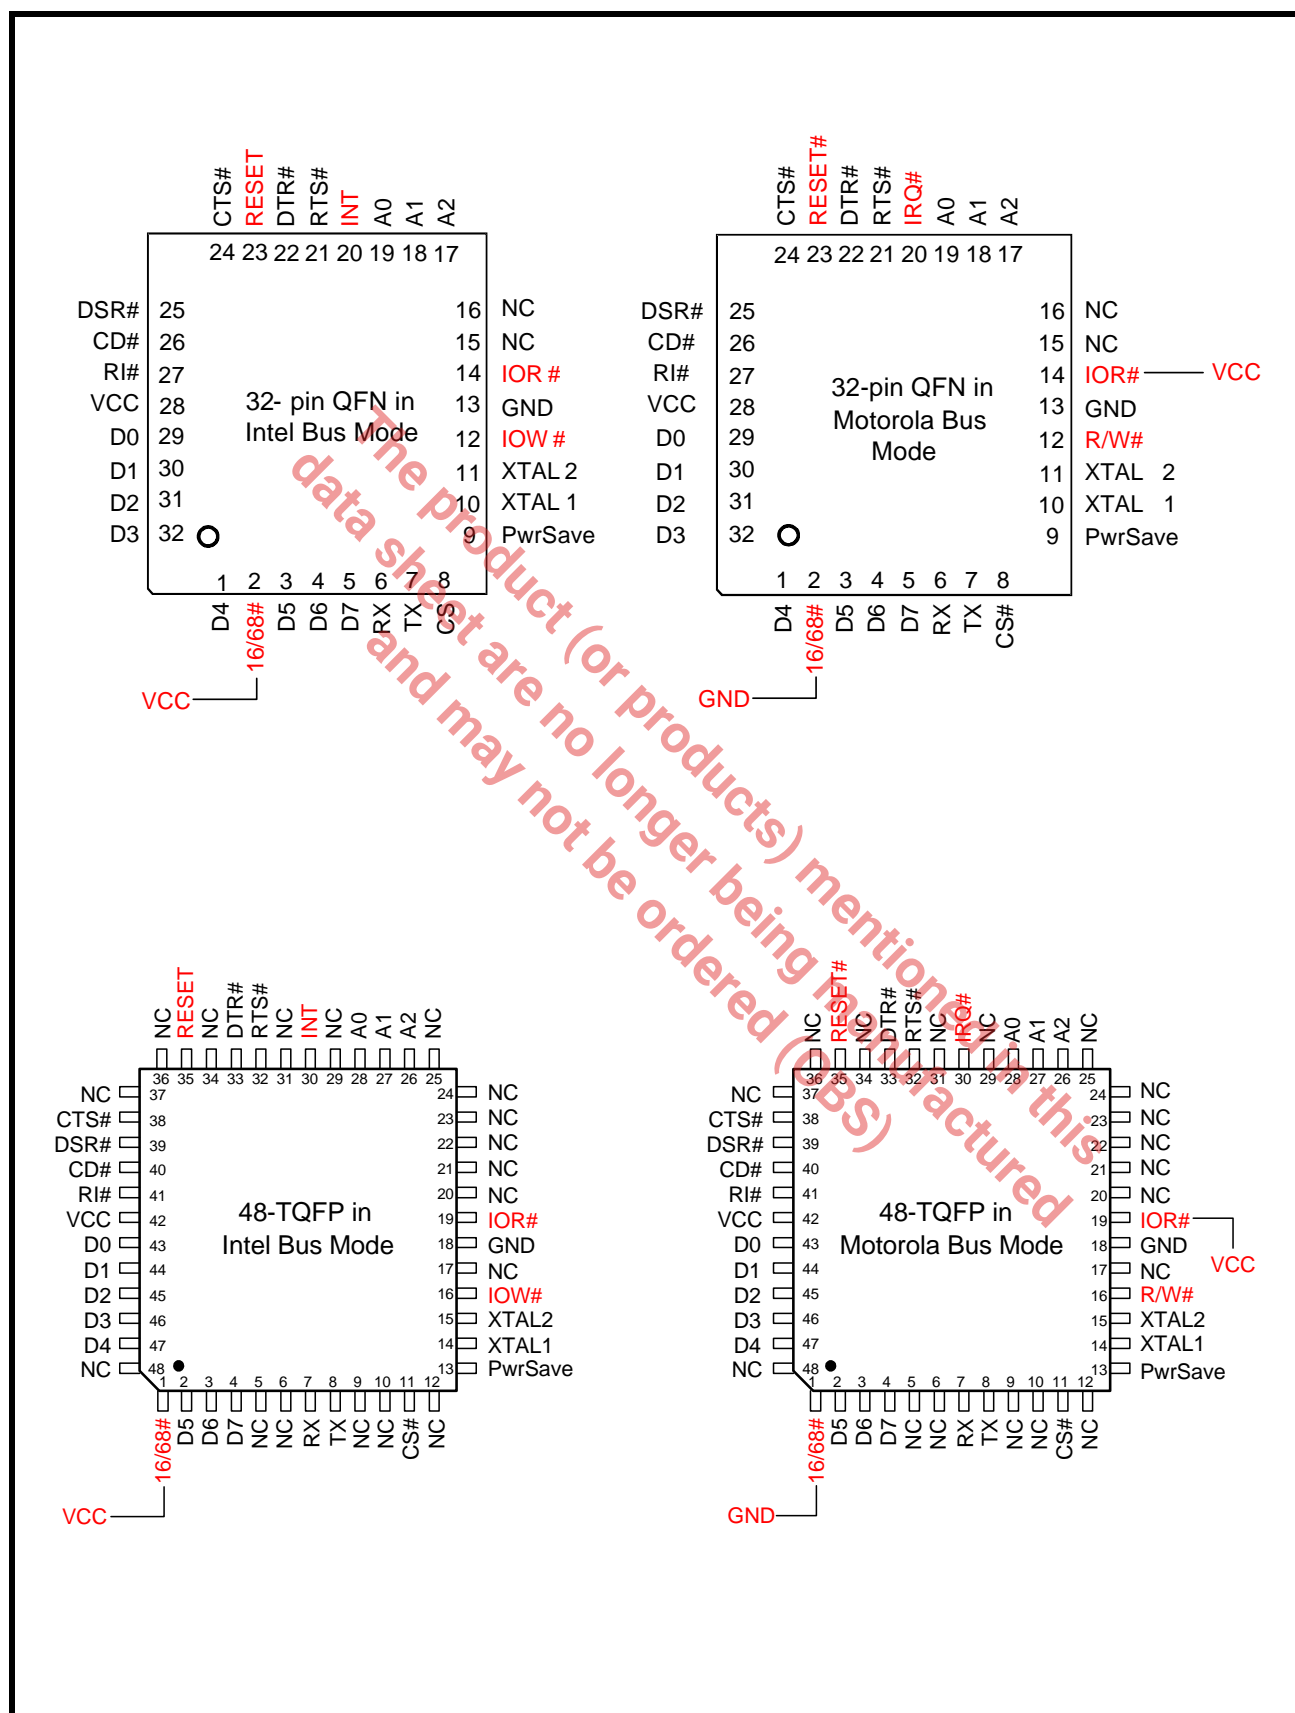 CTS# RESET DTR# RTS# INT A0 A1 A2
24 23 22 21 20 19 18 17
DSR# 25 16 NC
CD# 26 15 NC
RI# 27 14 IOR #
VCC 28 13 GND
D0 29 12 IOW #
D1 30 11 XTAL 2
D2 31 10 XTAL 1
D3 32 9 PwrSave
32- pin QFN in
Intel Bus Mode
1 2 3 4 5 6 7 8
D4 16/68# D5 D6 D7 RX TX CS
VCC
CTS# RESET# DTR# RTS# IRQ# A0 A1 A2
24 23 22 21 20 19 18 17
DSR# 25 16 NC
CD# 26 15 NC
RI# 27 14 IOR# VCC
VCC 28 13 GND
D0 29 12 R/W#
D1 30 11 XTAL 2
D2 31 10 XTAL 1
D3 32 9 PwrSave
32-pin QFN in
Motorola Bus
Mode
1 2 3 4 5 6 7 8
D4 16/68# D5 D6 D7 RX TX CS#
GND
The product (or products) mentioned in this
data sheet are no longer being manufactured
and may not be ordered (OBS)
NC RESET NC DTR# RTS# NC INT NC A0 A1 A2 NC
36 35 34 33 32 31 30 29 28 27 26 25
NC 37 24 NC
CTS# 38 23 NC
DSR# 39 22 NC
CD# 40 21 NC
RI# 41 20 NC
VCC 42 19 IOR#
D0 43 18 GND
D1 44 17 NC
D2 45 16 IOW#
D3 46 15 XTAL2
D4 47 14 XTAL1
NC 48 13 PwrSave
48-TQFP in
Intel Bus Mode
1 2 3 4 5 6 7 8 9 10 11 12
16/68# D5 D6 D7 NC NC RX TX NC NC CS# NC
VCC
NC RESET# NC DTR# RTS# NC IRQ# NC A0 A1 A2 NC
36 35 34 33 32 31 30 29 28 27 26 25
NC 37 24 NC
CTS# 38 23 NC
DSR# 39 22 NC
CD# 40 21 NC
RI# 41 20 NC
VCC 42 19 IOR# VCC
D0 43 18 GND
D1 44 17 NC
D2 45 16 R/W#
D3 46 15 XTAL2
D4 47 14 XTAL1
NC 48 13 PwrSave
48-TQFP in
Motorola Bus Mode
1 2 3 4 5 6 7 8 9 10 11 12
16/68# D5 D6 D7 NC NC RX TX NC NC CS# NC
GND